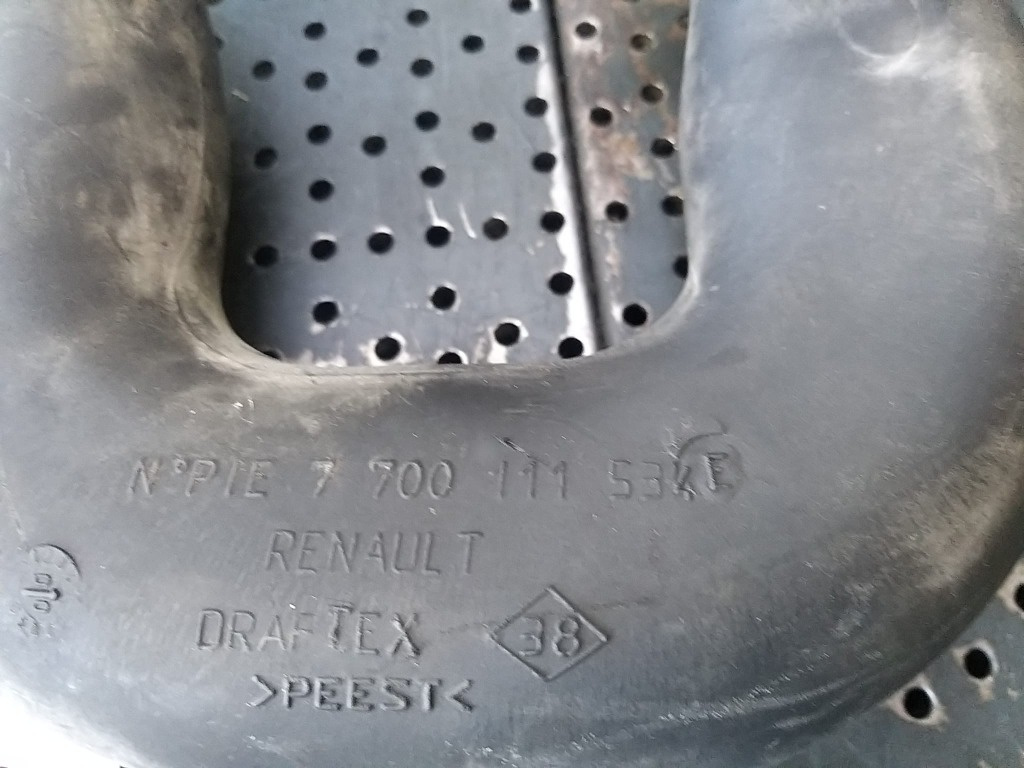 N°PIE 7 700 111 534 E
RENAULT
DRAFTEX 38
>PEEST<